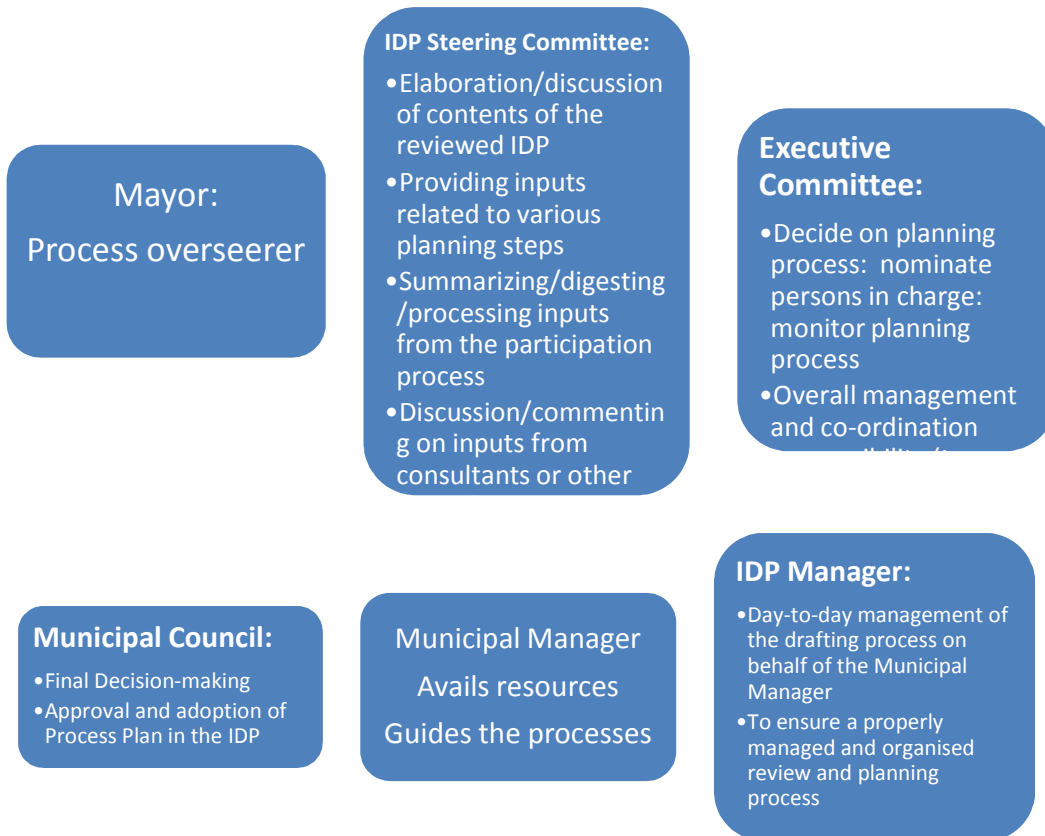 Mayor:
Process overseerer
IDP Steering Committee:
•Elaboration/discussion
of contents of the
reviewed IDP
•Providing inputs
related to various
planning steps
•Summarizing/digesting
/processing inputs
from the participation
process
•Discussion/commentin
g on inputs from
consultants or other
Executive
Committee:
•Decide on planning
process: nominate
persons in charge:
monitor planning
process
•Overall management
and co-ordination
Municipal Council:
•Final Decision-making
•Approval and adoption of
Process Plan in the IDP
Municipal Manager
Avails resources
Guides the processes
IDP Manager:
•Day-to-day management of
the drafting process on
behalf of the Municipal
Manager
•To ensure a properly
managed and organised
review and planning
process